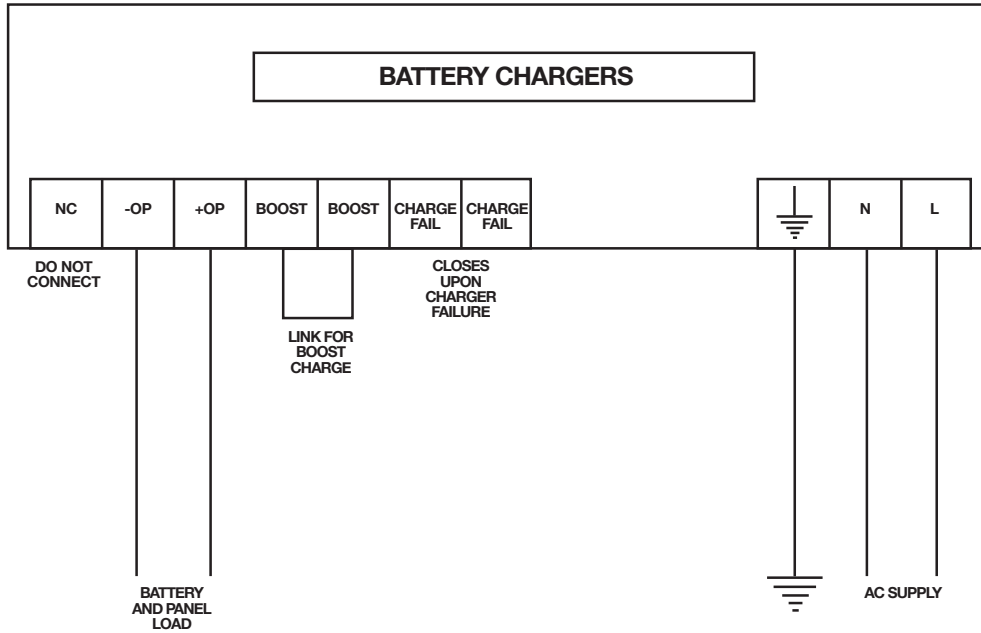 BATTERY CHARGERS
NC
-OP
+OP
BOOST
BOOST
CHARGE
FAIL
CHARGE
FAIL
N
L
DO NOT
CONNECT
CLOSES
UPON
CHARGER
FAILURE
LINK FOR
BOOST
CHARGE
BATTERY
AND PANEL
LOAD
AC SUPPLY